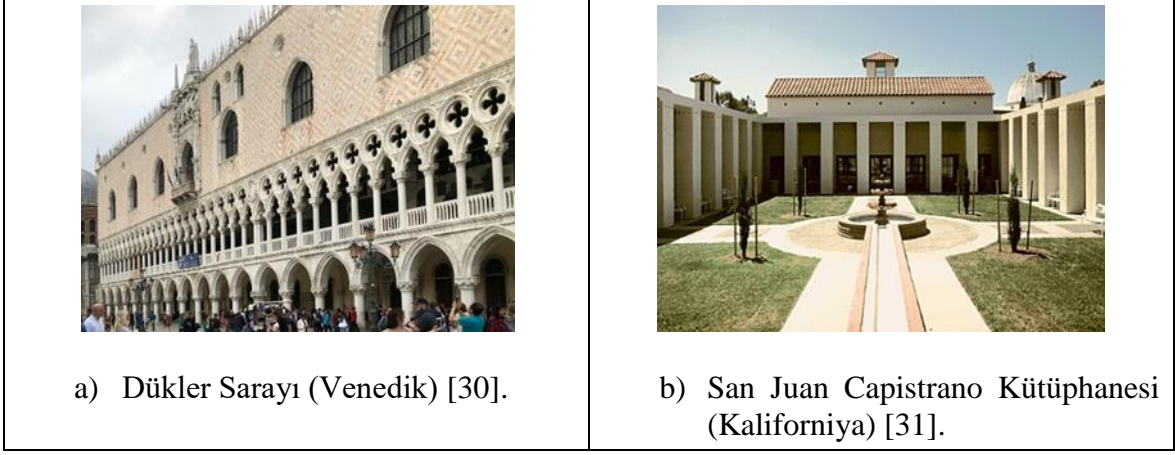 a) Dükler Sarayı (Venedik) [30].
b) San Juan Capistrano Kütüphanesi
(Kaliforniya) [31].